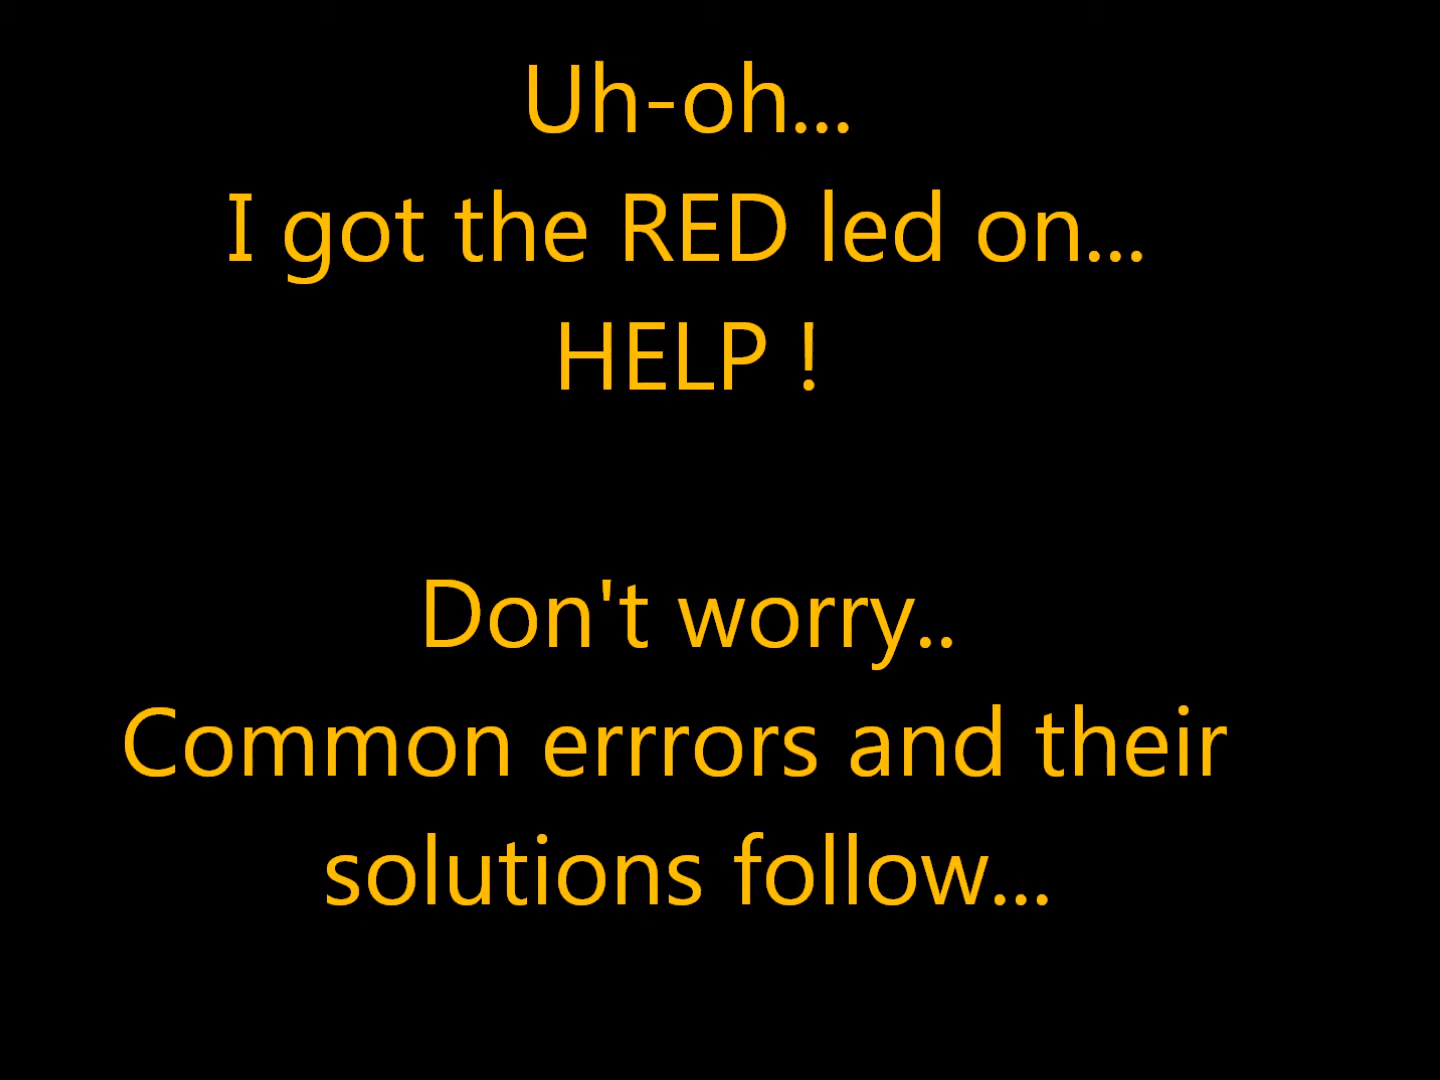 Uh-oh...
I got the RED led on...
HELP !
Don't worry..
Common errrors and their
solutions follow...